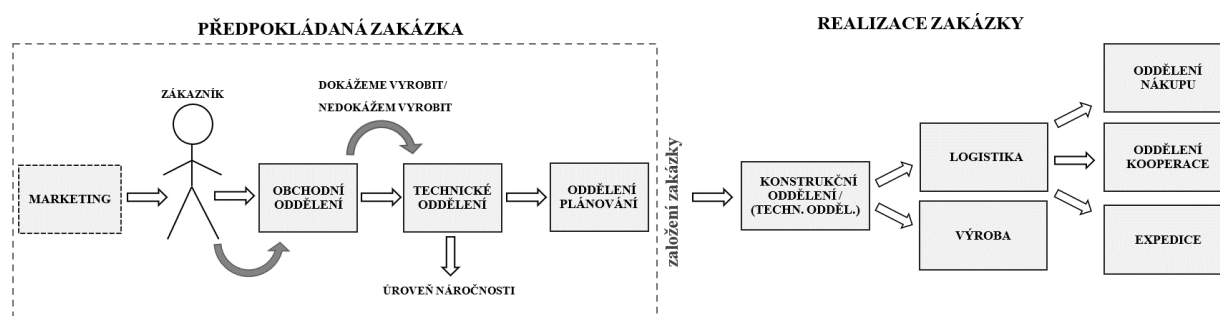 PŘEDPOKLÁDANÁ ZAKÁZKA
DOKÁŽEME VYROBIT/
NEDOKÁŽEM VYROBIT
ZÁKAZNÍK
MARKETING
OBCHODNÍ
ODDĚLENÍ
TECHNICKÉ
ODDĚLENÍ
ODDĚLENÍ
PLÁNOVÁNÍ
ÚROVEŇ NÁROČNOSTI
založení zakázky
REALIZACE ZAKÁZKY
KONSTRUKČNÍ
ODDĚLENÍ /
(TECHN. ODDĚL.)
LOGISTIKA
VÝROBA
ODDĚLENÍ
NÁKUPU
ODDĚLENÍ
KOOPERACE
EXPEDICE